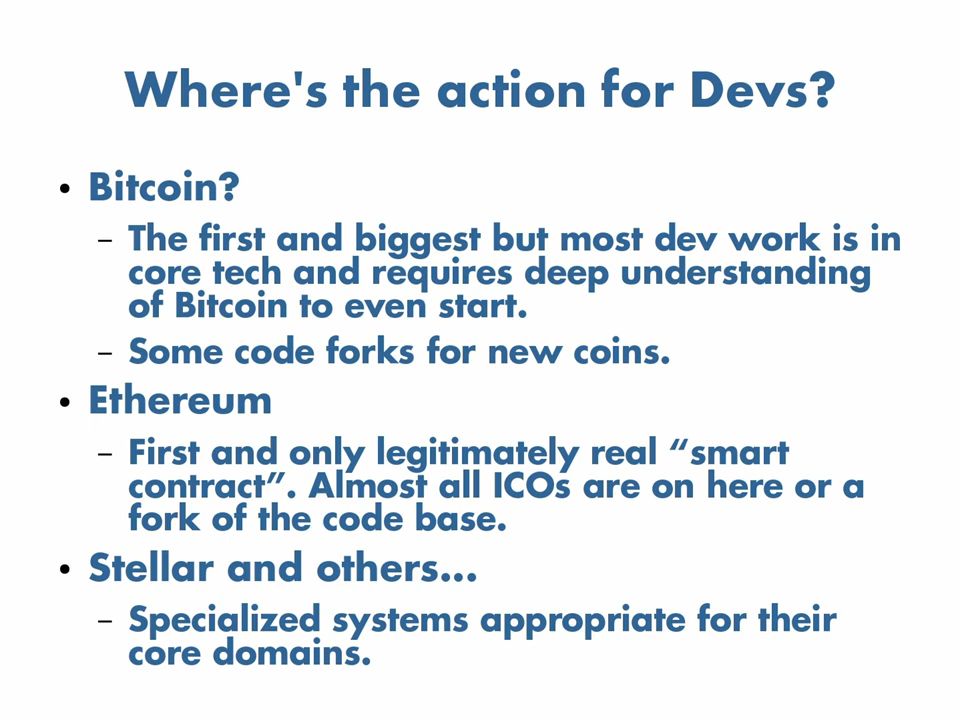 Where's the action for Devs?
• Bitcoin?
– The first and biggest but most dev work is in
core tech and requires deep understanding
of Bitcoin to even start.
– Some code forks for new coins.
• Ethereum
– First and only legitimately real “smart
contract”. Almost all ICOs are on here or a
fork of the code base.
• Stellar and others...
– Specialized systems appropriate for their
core domains.